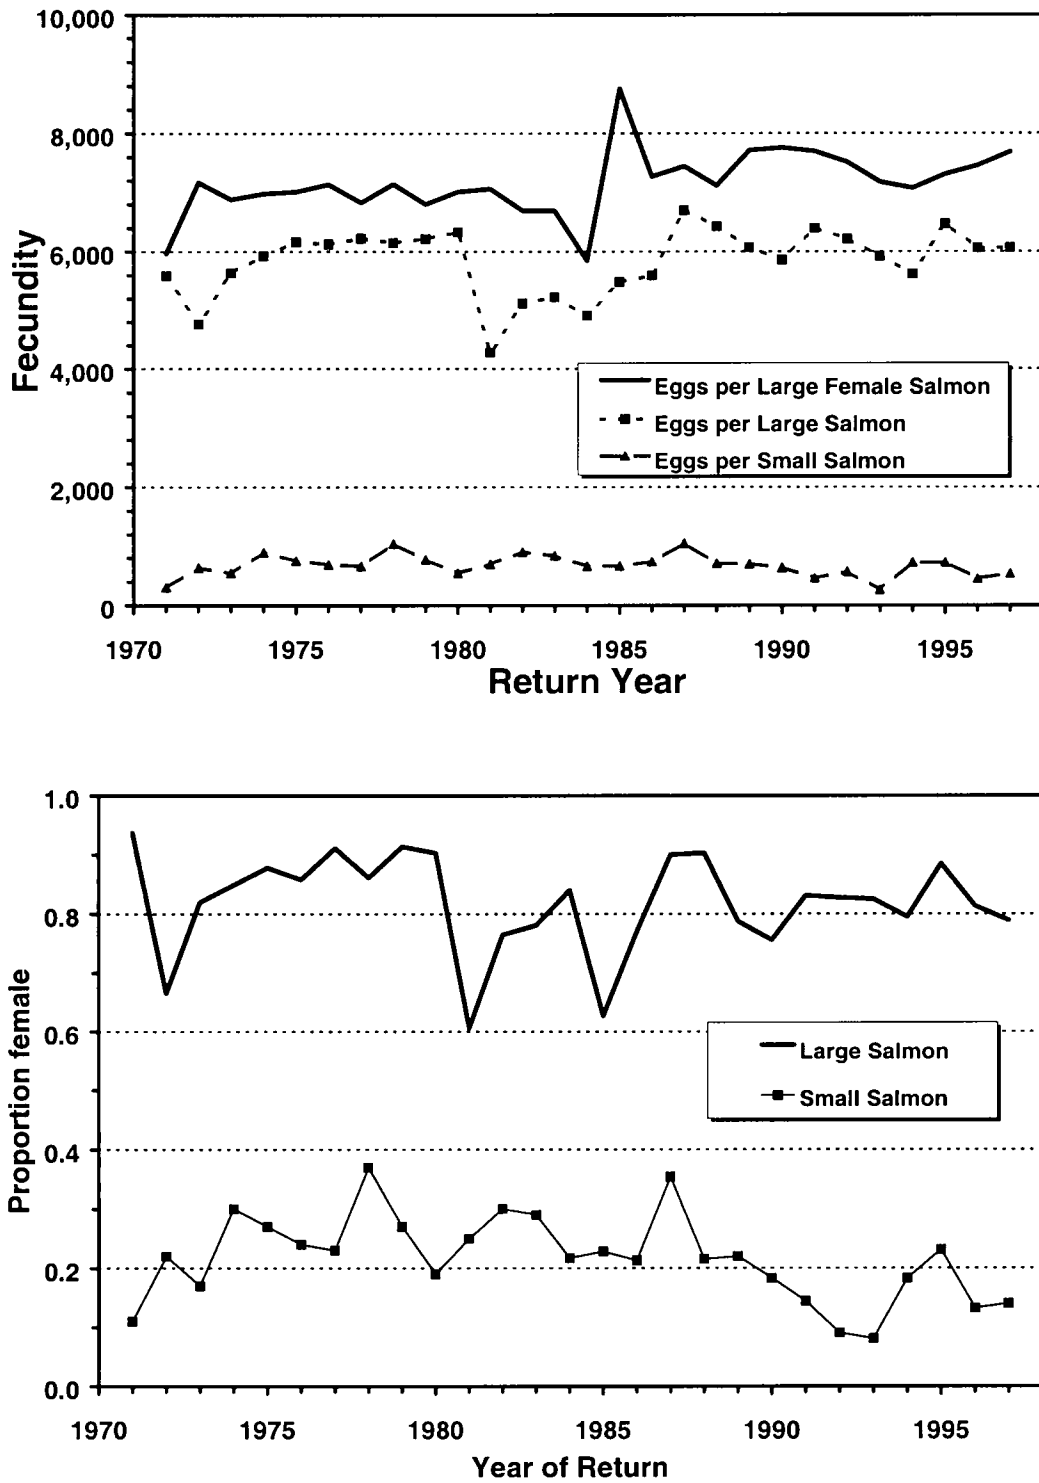 10,000
8,000
6,000
4,000
2,000
0
Fecundity
Eggs per Large Female Salmon
Eggs per Large Salmon
Eggs per Small Salmon
1970 1975 1980 1985 1990 1995
Return Year
1.0
0.8
0.6
0.4
0.2
0.0
Proportion female
Large Salmon
Small Salmon
1970 1975 1980 1985 1990 1995
Year of Return